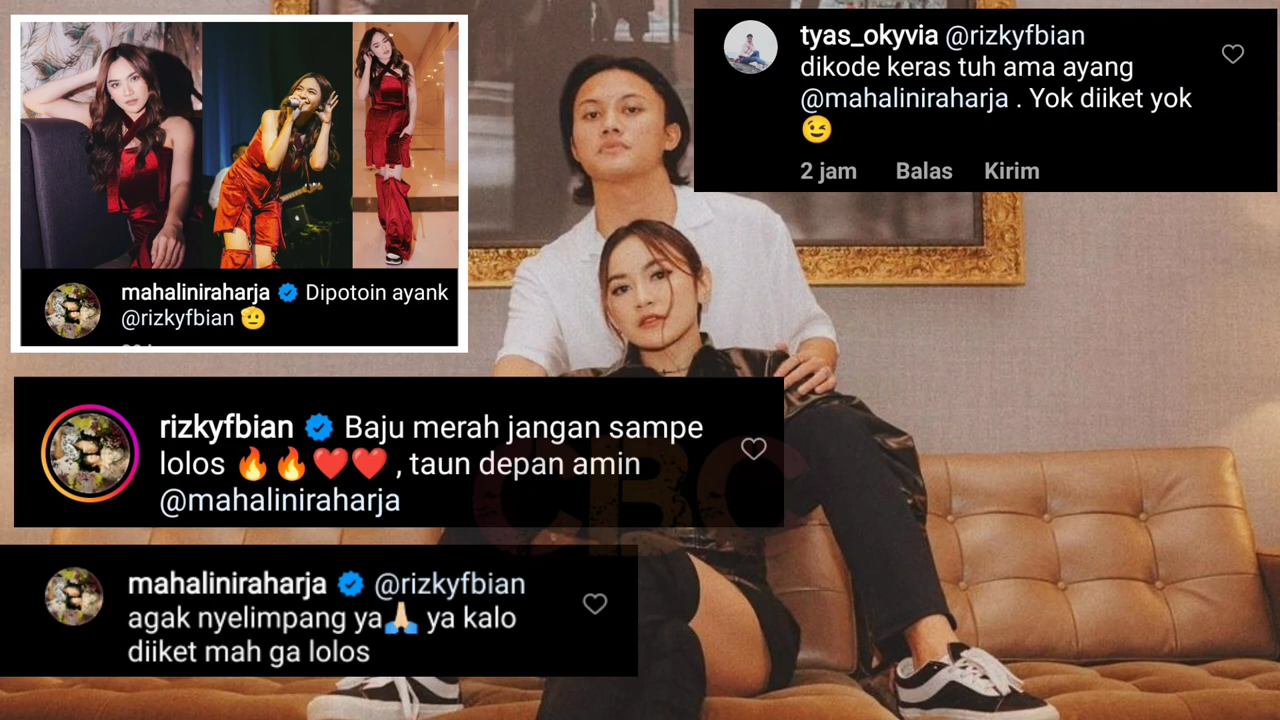 mahaliniraharja Dipotoin ayank
@rizkyfbian 🫡
tyas_okyvia @rizkyfbian
dikode keras tuh ama ayang
@mahaliniraharja . Yok diiket yok
😉
2 jam Balas Kirim
rizkyfbian Baju merah jangan sampe
lolos 🔥🔥❤️❤️ , taun depan amin
@mahaliniraharja
mahaliniraharja @rizkyfbian
agak nyelimpang ya🙏🏻 ya kalo
diiket mah ga lolos
CBC